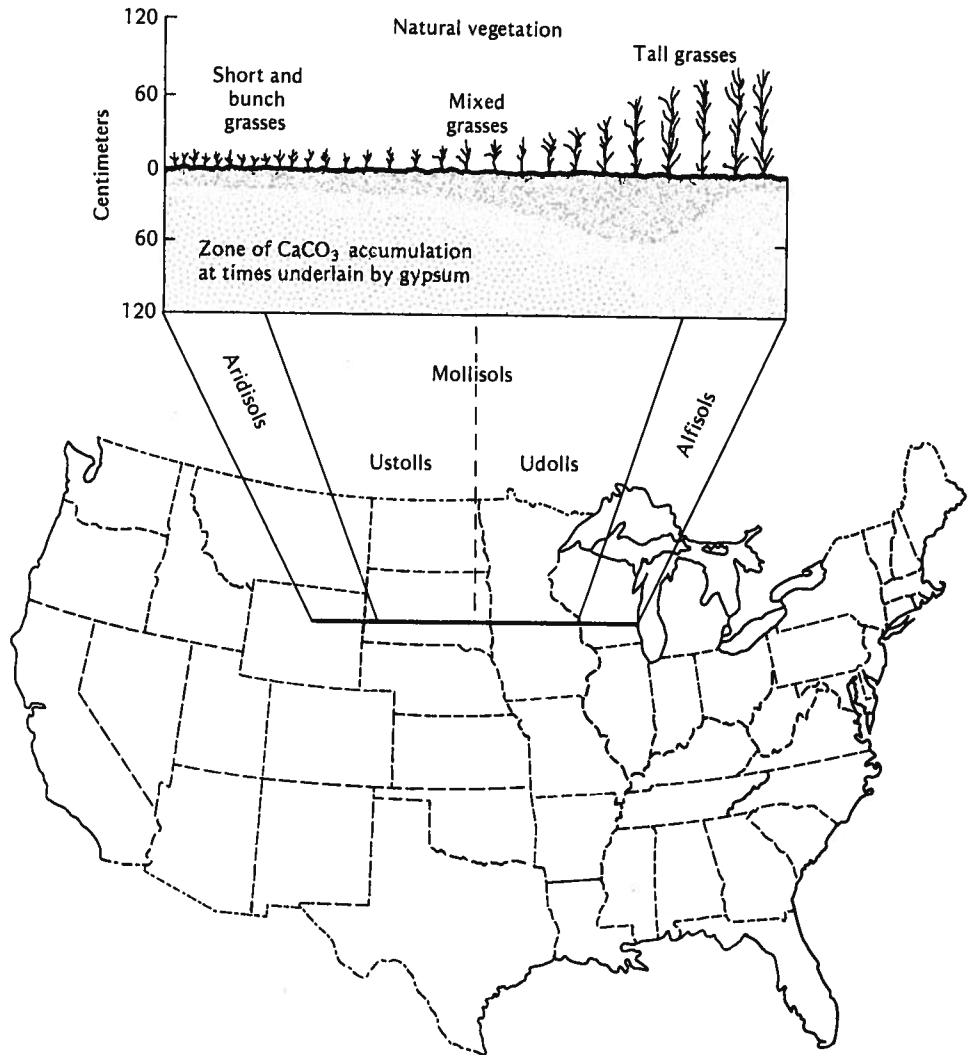 120
Natural vegetation
Tall grasses
Short and
bunch
grasses
60
Mixed
grasses
Centimeters
0
60
Zone of CaCO₃ accumulation
at times underlain by gypsum
120
Aridisols
Mollisols
Alfisols
Ustolls
Udolls